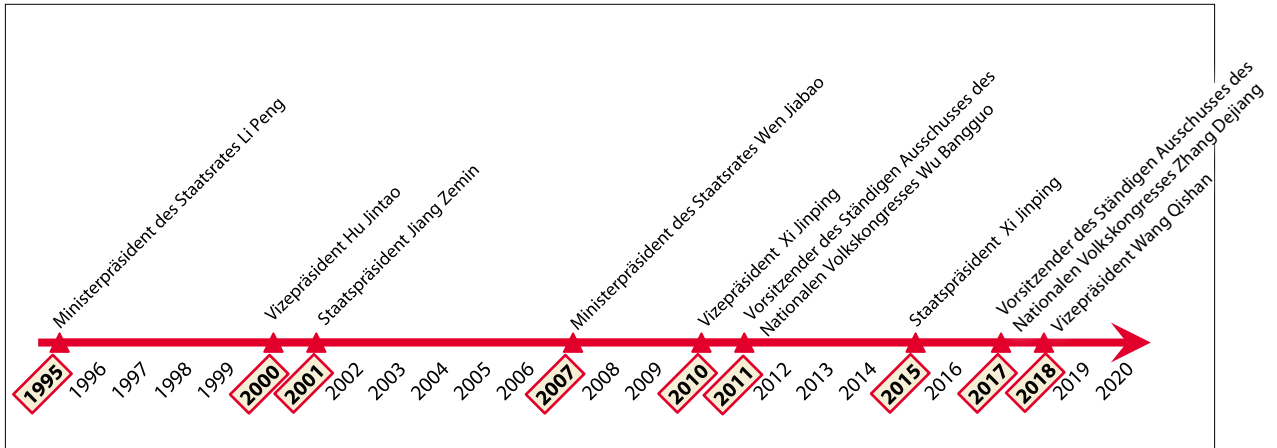 Ministerpräsident des Staatsrates Li Peng
Vizepräsident Hu Jintao
Staatspräsident Jiang Zemin
Ministerpräsident des Staatsrates Wen Jiabao
Vizepräsident  Xi Jinping
Vorsitzender des Ständigen Ausschusses des
Nationalen Volkskongresses Wu Bangguo
Staatspräsident  Xi Jinping
Vorsitzender des Ständigen Ausschusses des
Nationalen Volkskongresses Zhang Dejiang
Vizepräsident Wang Qishan
1995
1996
1997
1998
1999
2000
2001
2002
2003
2004
2005
2006
2007
2008
2009
2010
2011
2012
2013
2014
2015
2016
2017
2018
2019
2020